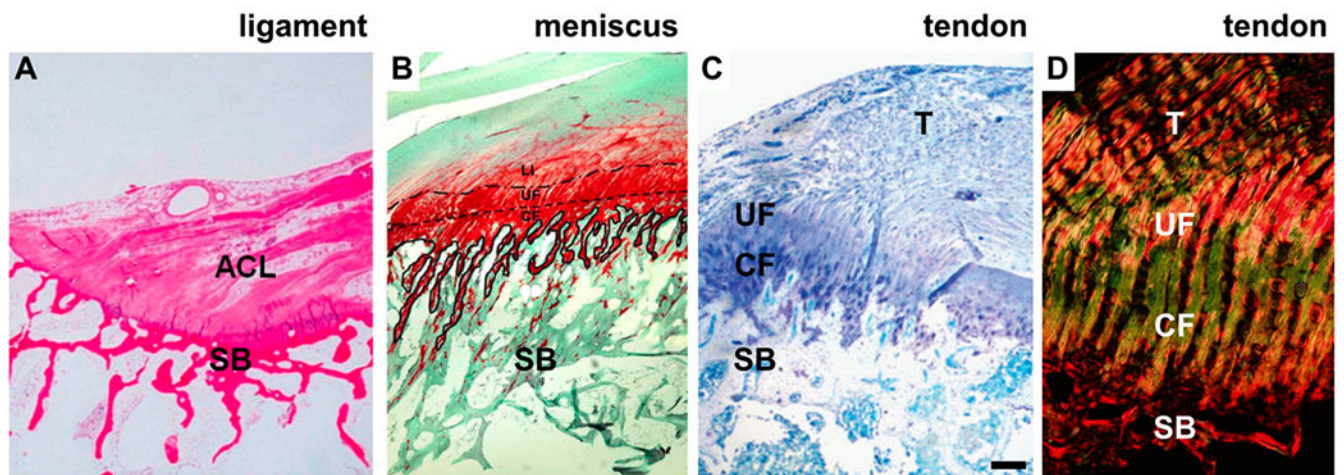 ligament
meniscus
tendon
tendon
A
ACL
SB
B
LI
UF
CF
SB
C
T
UF
CF
SB
D
T
UF
CF
SB